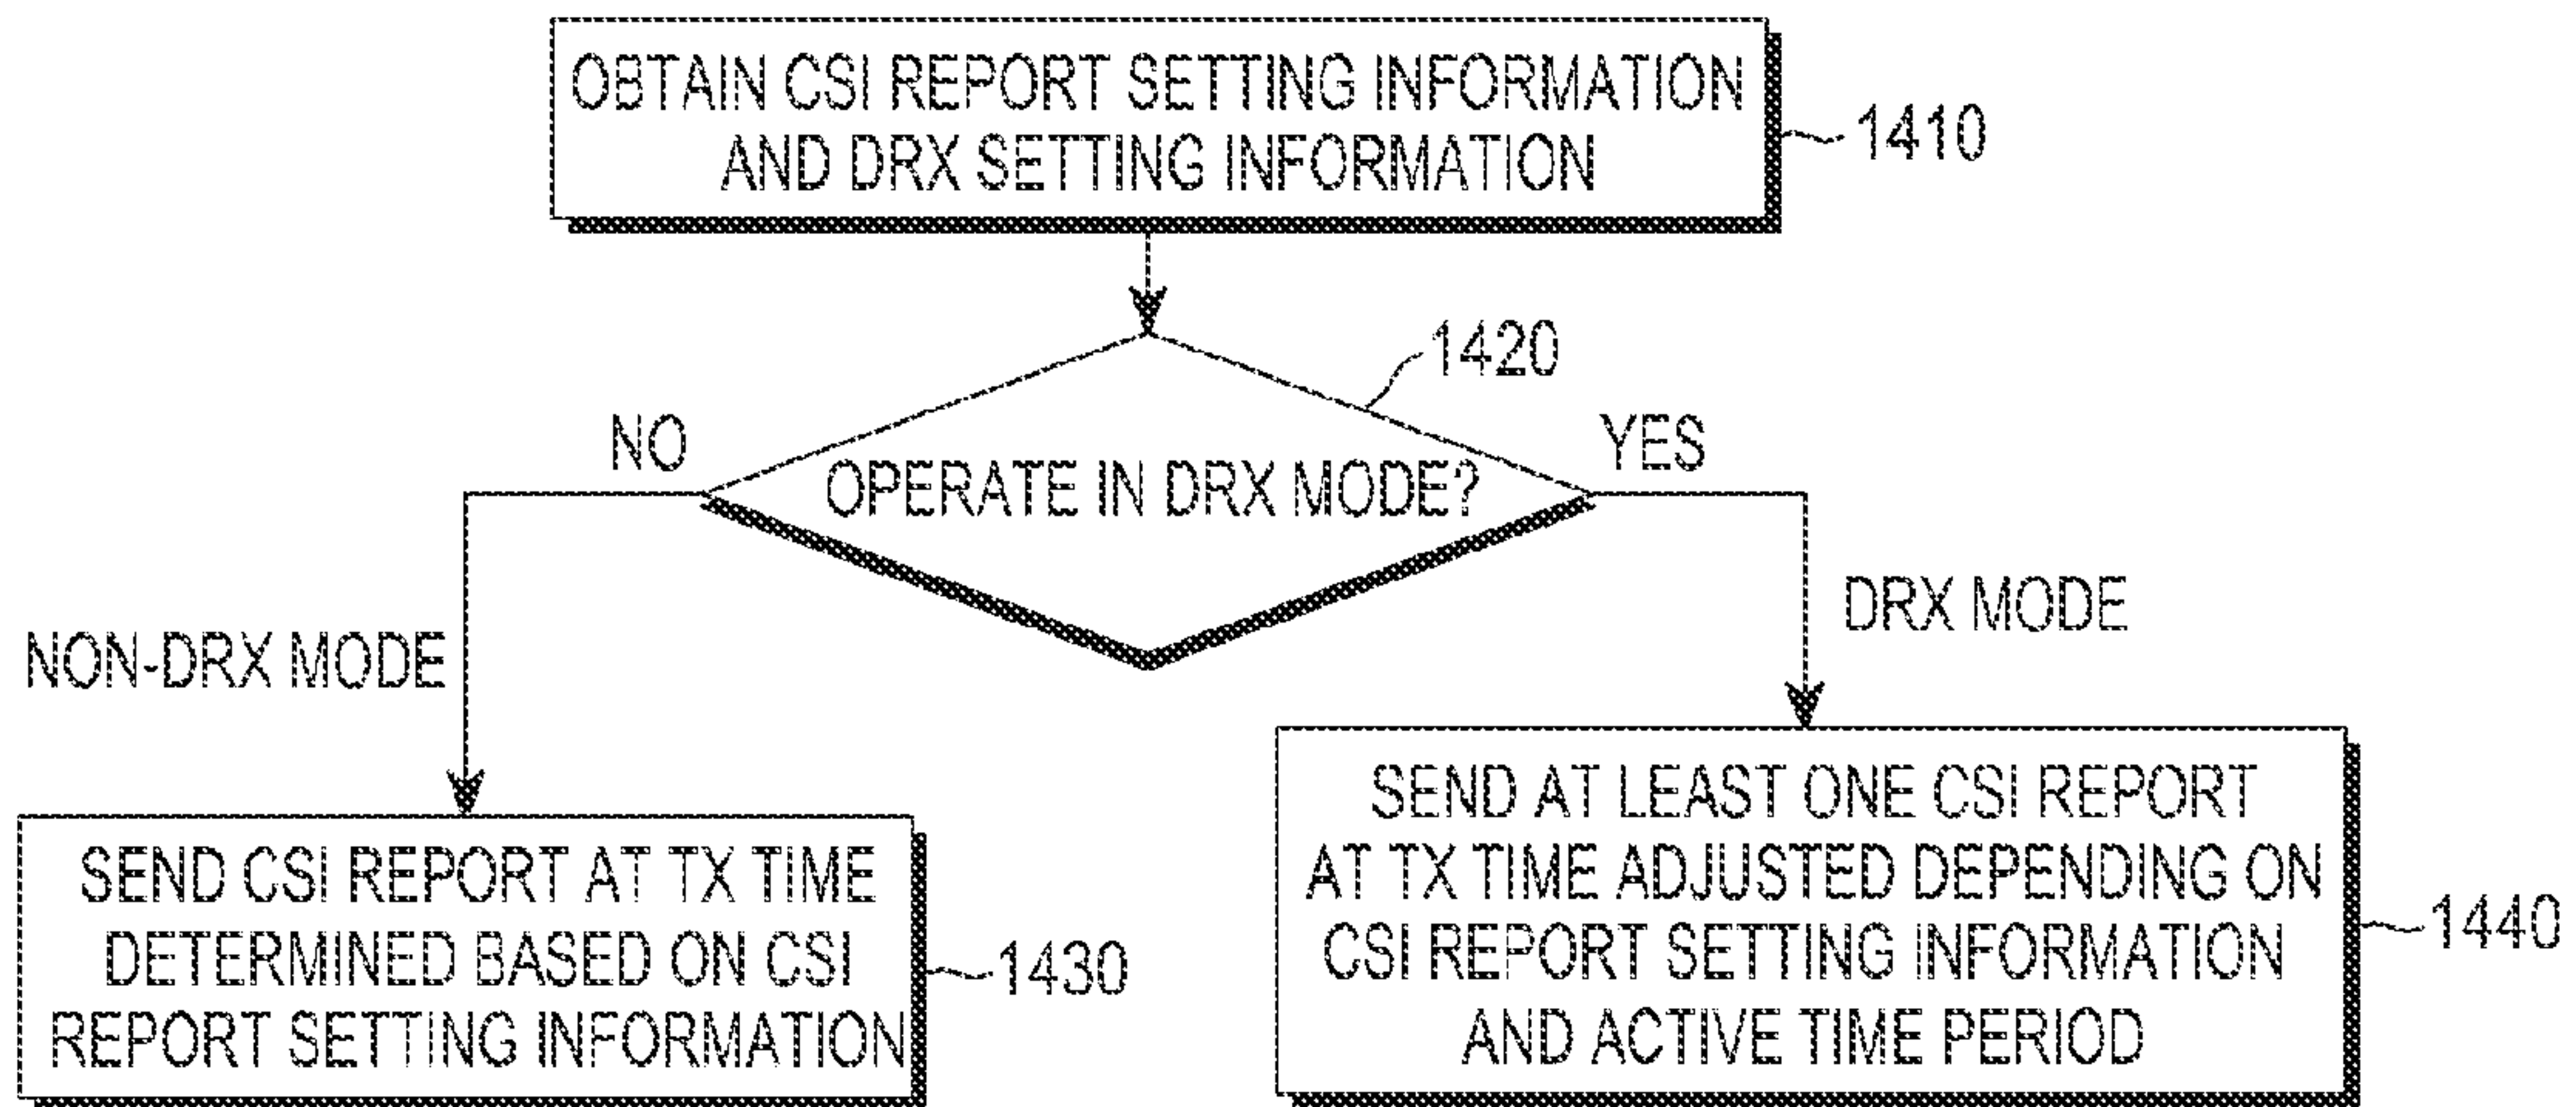 OBTAIN CSI REPORT SETTING INFORMATION
AND DRX SETTING INFORMATION
1410
1420
NO
YES
OPERATE IN DRX MODE?
DRX MODE
NON-DRX MODE
SEND CSI REPORT AT TX TIME
DETERMINED BASED ON CSI
REPORT SETTING INFORMATION
1430
SEND AT LEAST ONE CSI REPORT
AT TX TIME ADJUSTED DEPENDING ON
CSI REPORT SETTING INFORMATION
AND ACTIVE TIME PERIOD
1440